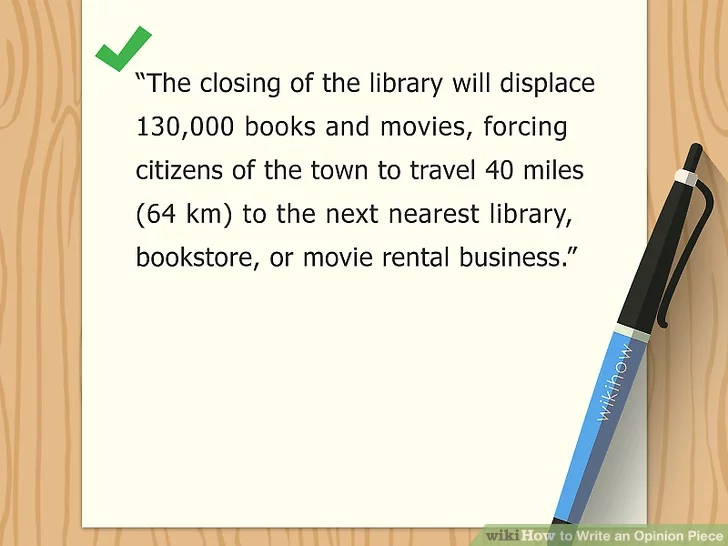 “The closing of the library will displace
130,000 books and movies, forcing
citizens of the town to travel 40 miles
(64 km) to the next nearest library,
bookstore, or movie rental business.”
wikihow
wikiHow to Write an Opinion Piece